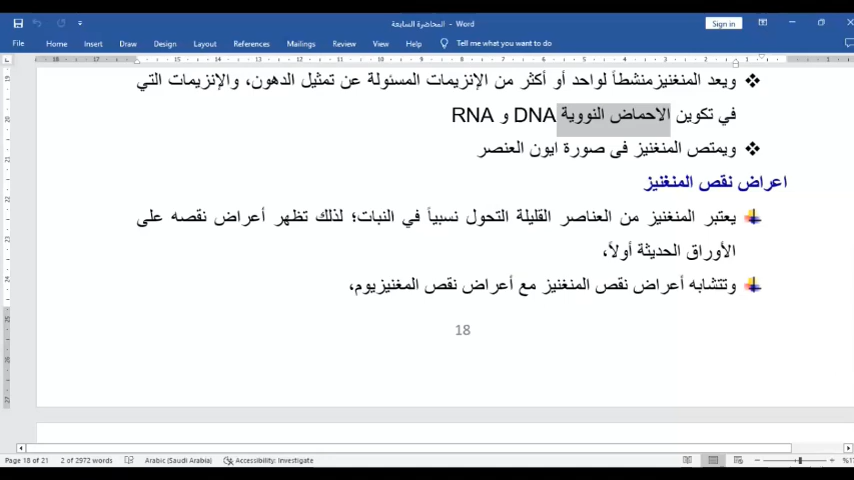 المحاضرة السابعة - Word
Sign in
File Home Insert Draw Design Layout References Mailings Review View Help Tell me what you want to do
ويعد المنغنيزمنشطاً لواحد أو أكثر من الإنزيمات المسئولة عن تمثيل الدهون، والإنزيمات التي
في تكوين الاحماض النووية DNA و RNA
ويمتص المنغنيز فى صورة ايون العنصر
اعراض نقص المنغنيز
يعتبر المنغنيز من العناصر القليلة التحول نسبياً في النبات؛ لذلك تظهر أعراض نقصه على
الأوراق الحديثة أولاً،
وتتشابه أعراض نقص المنغنيز مع أعراض نقص المغنيزيوم،
18
Page 18 of 21 2 of 2972 words Arabic (Saudi Arabia) Accessibility: Investigate